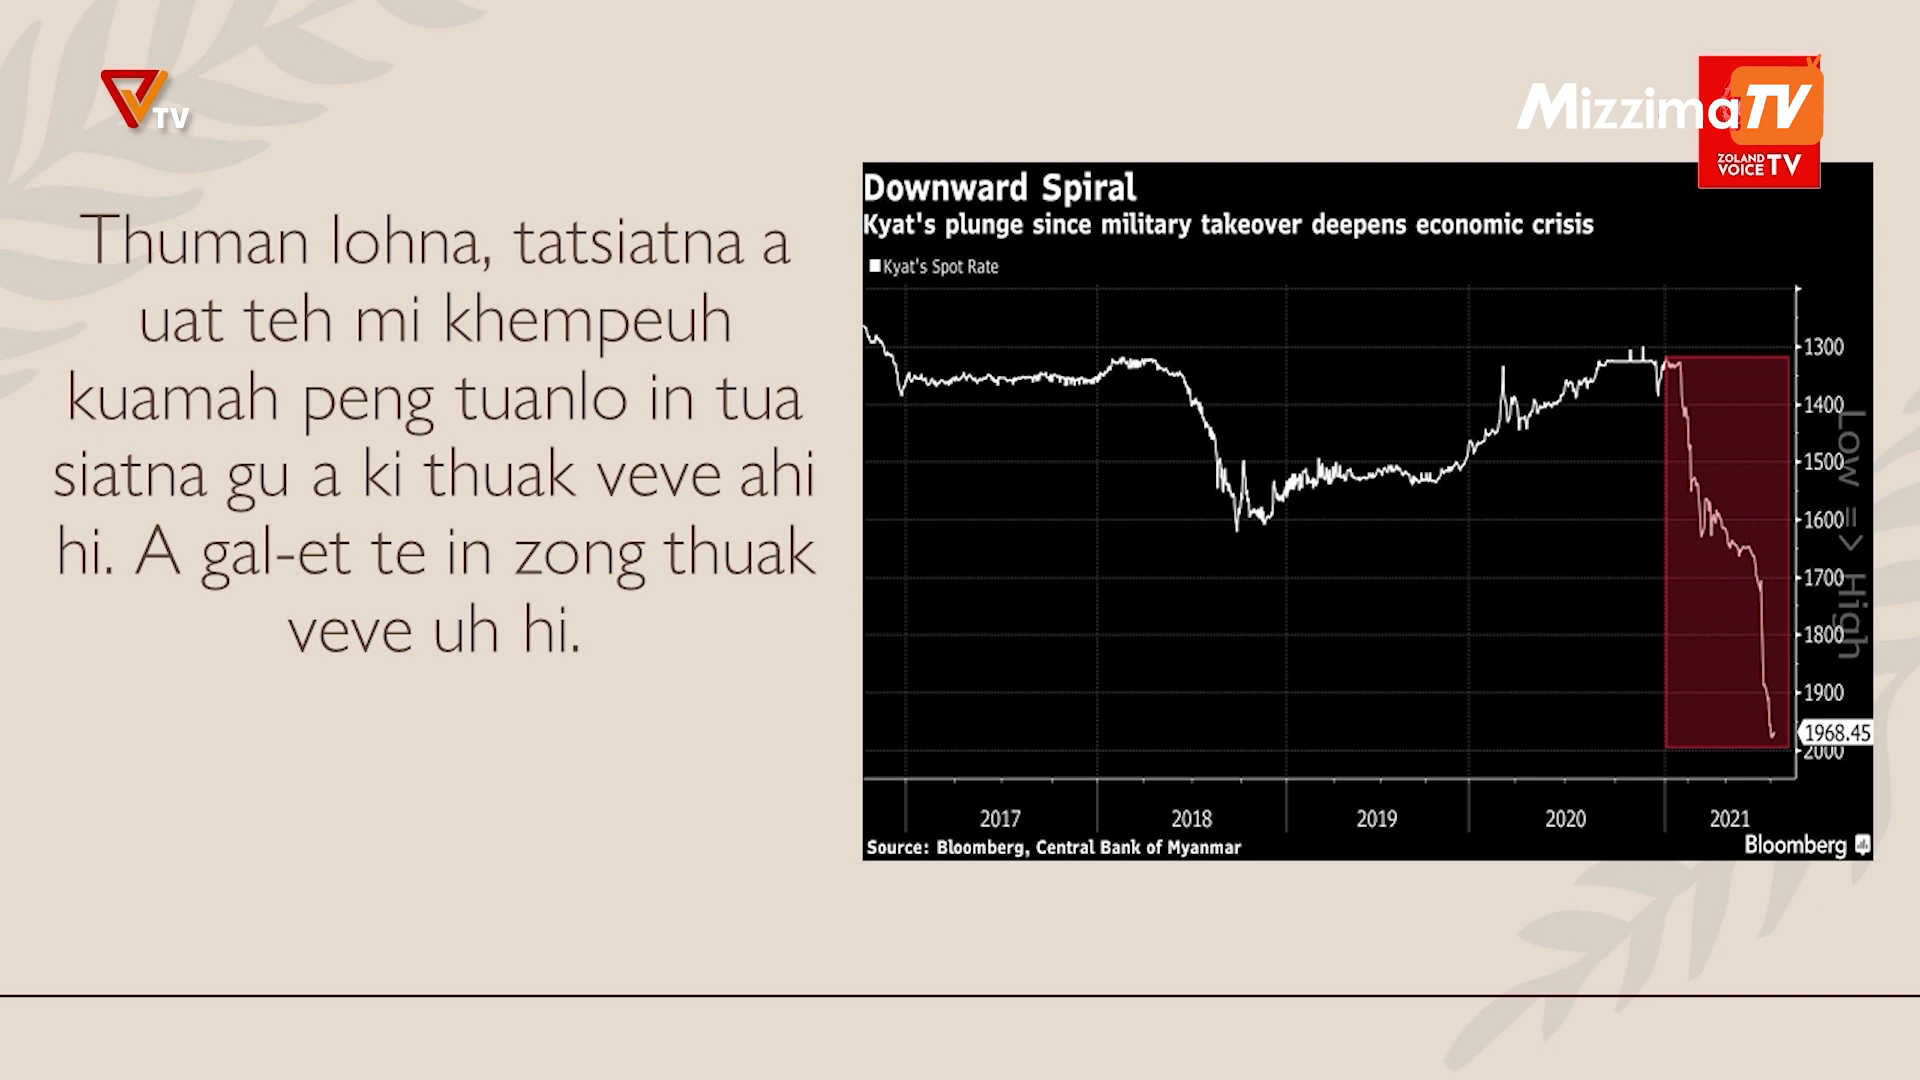 TV
MizzimaTV
ZOLAND
VOICE TV
Thuman lohna, tatsiatna a
uat teh mi khempeuh
kuamah peng tuanlo in tua
siatna gu a ki thuak veve ahi
hi. A gal-et te in zong thuak
veve uh hi.
Downward Spiral
Kyat's plunge since military takeover deepens economic crisis
Kyat's Spot Rate
1300
1400
1500
1600
1700
1800
1900
1968.45
2000
Low => High
2017 2018 2019 2020 2021
Source: Bloomberg, Central Bank of Myanmar
Bloomberg